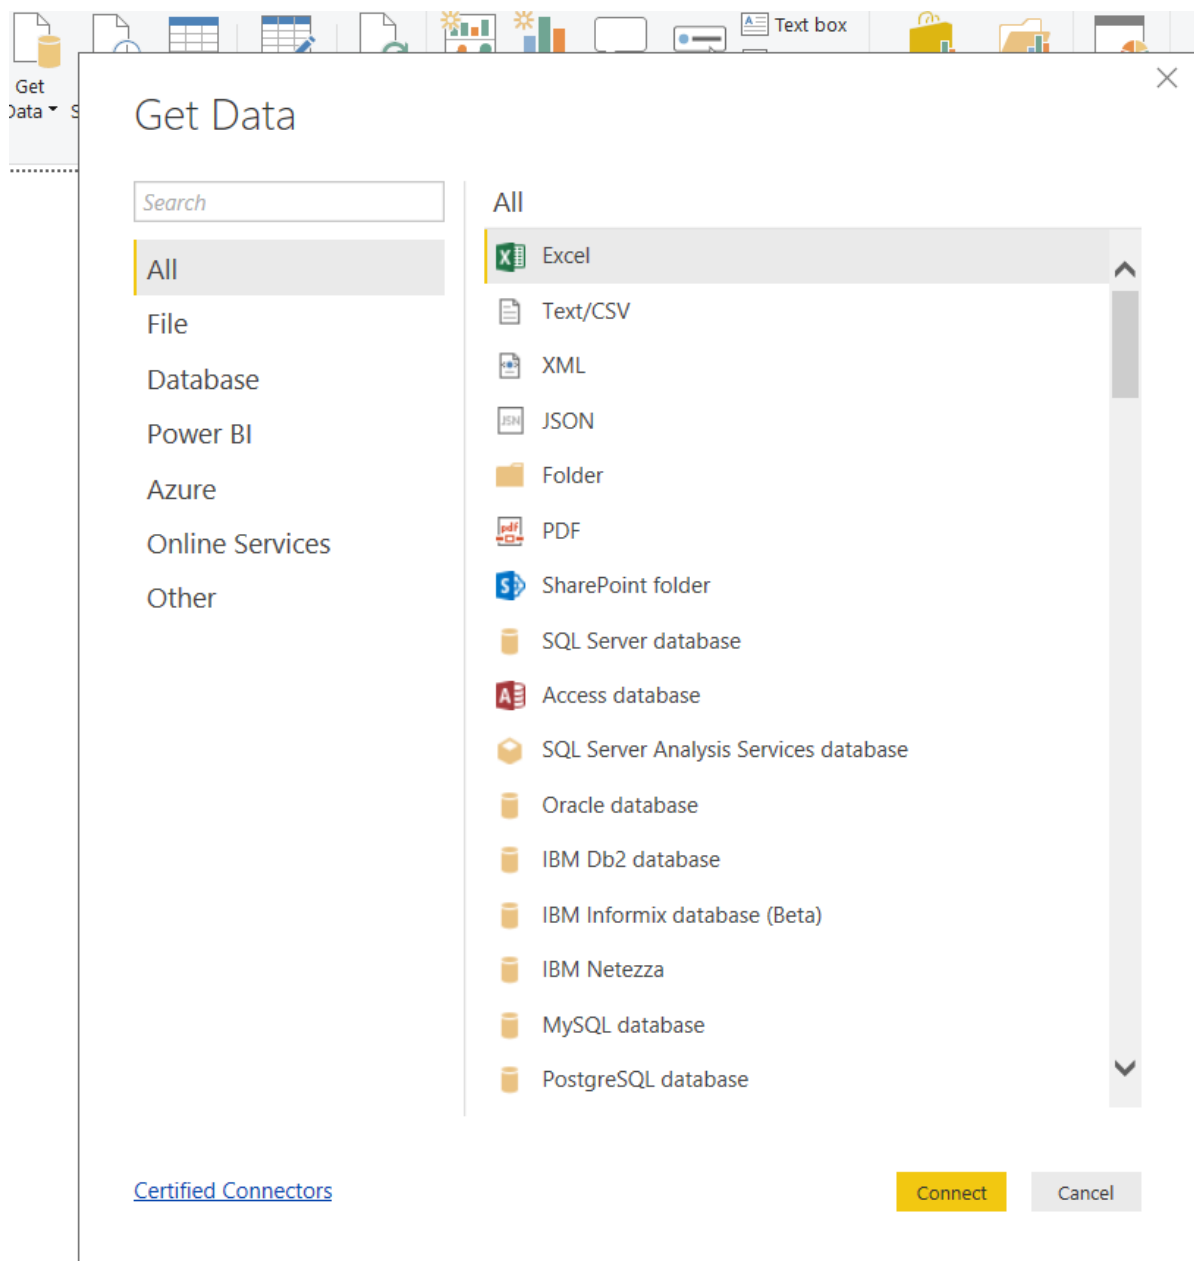 Text box
Get
Data
Get Data
Search
All
File
Database
Power BI
Azure
Online Services
Other
All
Excel
Text/CSV
XML
JSN
JSON
Folder
pdf
PDF
SharePoint folder
SQL Server database
Access database
SQL Server Analysis Services database
Oracle database
IBM Db2 database
IBM Informix database (Beta)
IBM Netezza
MySQL database
PostgreSQL database
Certified Connectors
Connect
Cancel